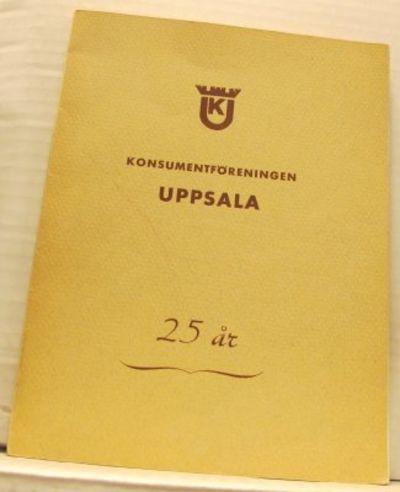 K
KONSUMENTFÖRENINGEN
UPPSALA
25 år